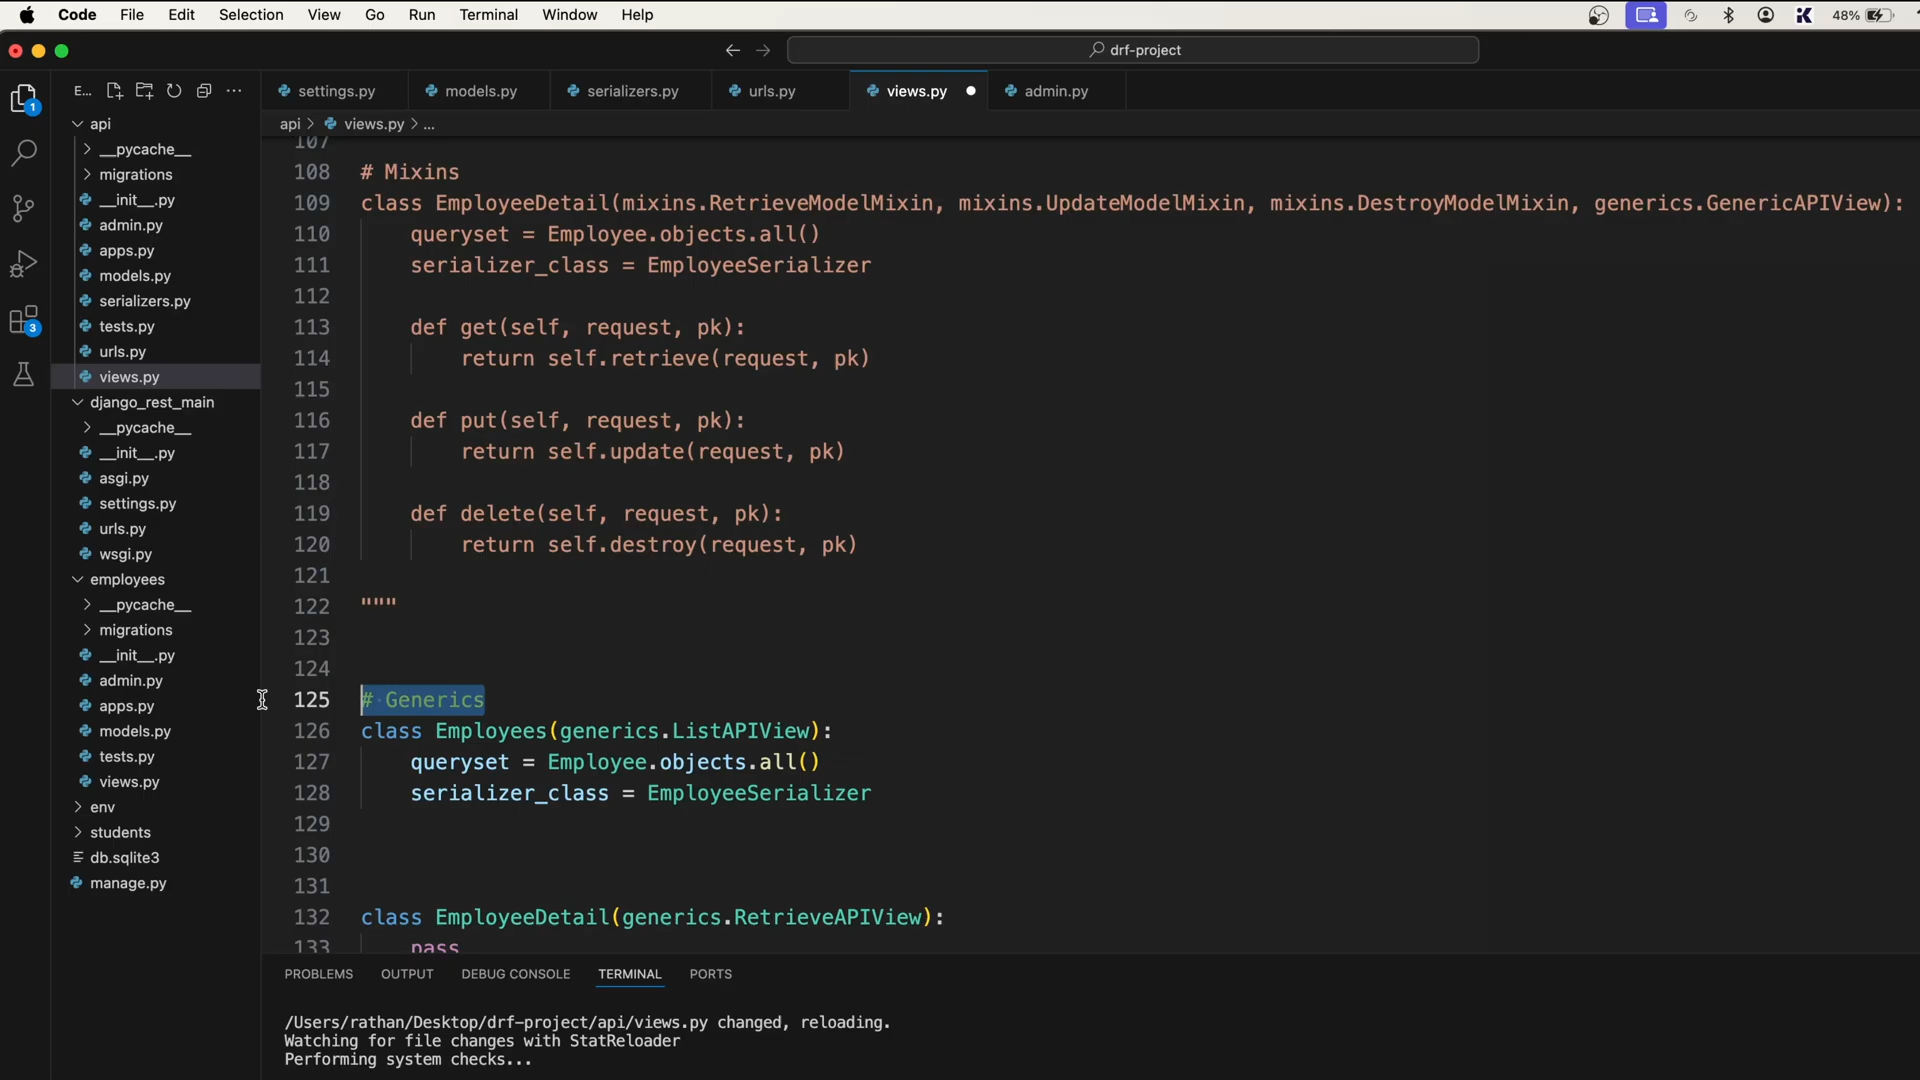 Code File Edit Selection View Go Run Terminal Window Help
48%
drf-project
E...
settings.py
models.py
serializers.py
urls.py
views.py
admin.py
api > views.py > ...
api
__pycache__
migrations
__init__.py
admin.py
apps.py
models.py
serializers.py
tests.py
urls.py
views.py
django_rest_main
__pycache__
__init__.py
asgi.py
settings.py
urls.py
wsgi.py
employees
__pycache__
migrations
__init__.py
admin.py
apps.py
models.py
tests.py
views.py
env
students
db.sqlite3
manage.py
1
3
107
108 # Mixins
109 class EmployeeDetail(mixins.RetrieveModelMixin, mixins.UpdateModelMixin, mixins.DestroyModelMixin, generics.GenericAPIView):
110 queryset = Employee.objects.all()
111 serializer_class = EmployeeSerializer
112
113 def get(self, request, pk):
114 return self.retrieve(request, pk)
115
116 def put(self, request, pk):
117 return self.update(request, pk)
118
119 def delete(self, request, pk):
120 return self.destroy(request, pk)
121
122 """
123
124
125 # Generics
126 class Employees(generics.ListAPIView):
127 queryset = Employee.objects.all()
128 serializer_class = EmployeeSerializer
129
130
131
132 class EmployeeDetail(generics.RetrieveAPIView):
133 pass
PROBLEMS OUTPUT DEBUG CONSOLE TERMINAL PORTS
/Users/rathan/Desktop/drf-project/api/views.py changed, reloading.
Watching for file changes with StatReloader
Performing system checks...